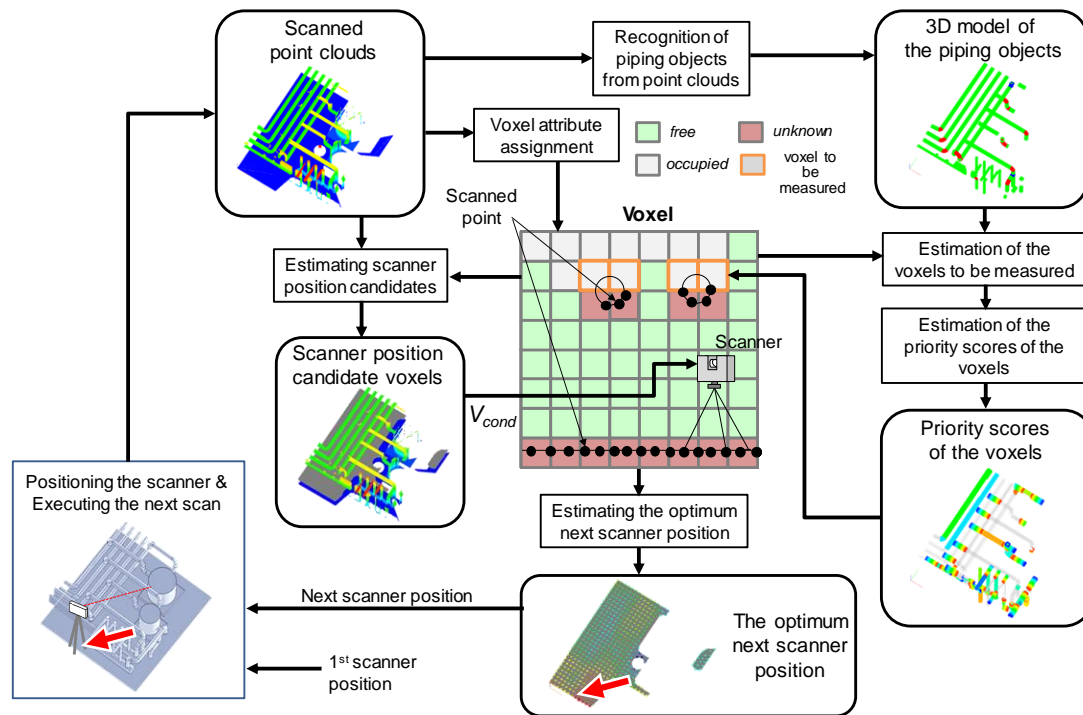 Scanned
point clouds
Recognition of
piping objects
from point clouds
3D model of
the piping objects
Voxel attribute
assignment
free
unknown
occupied
voxel to
be
measured
Scanned
point
Voxel
Estimating scanner
position candidates
Estimation of the
voxels to be measured
Estimation of the
priority scores of the
voxels
Scanner position
candidate voxels
Scanner
Vcond
Priority scores
of the voxels
Positioning the scanner &
Executing the next scan
Estimating the optimum
next scanner position
Next scanner position
The optimum
next scanner
position
1st scanner
position